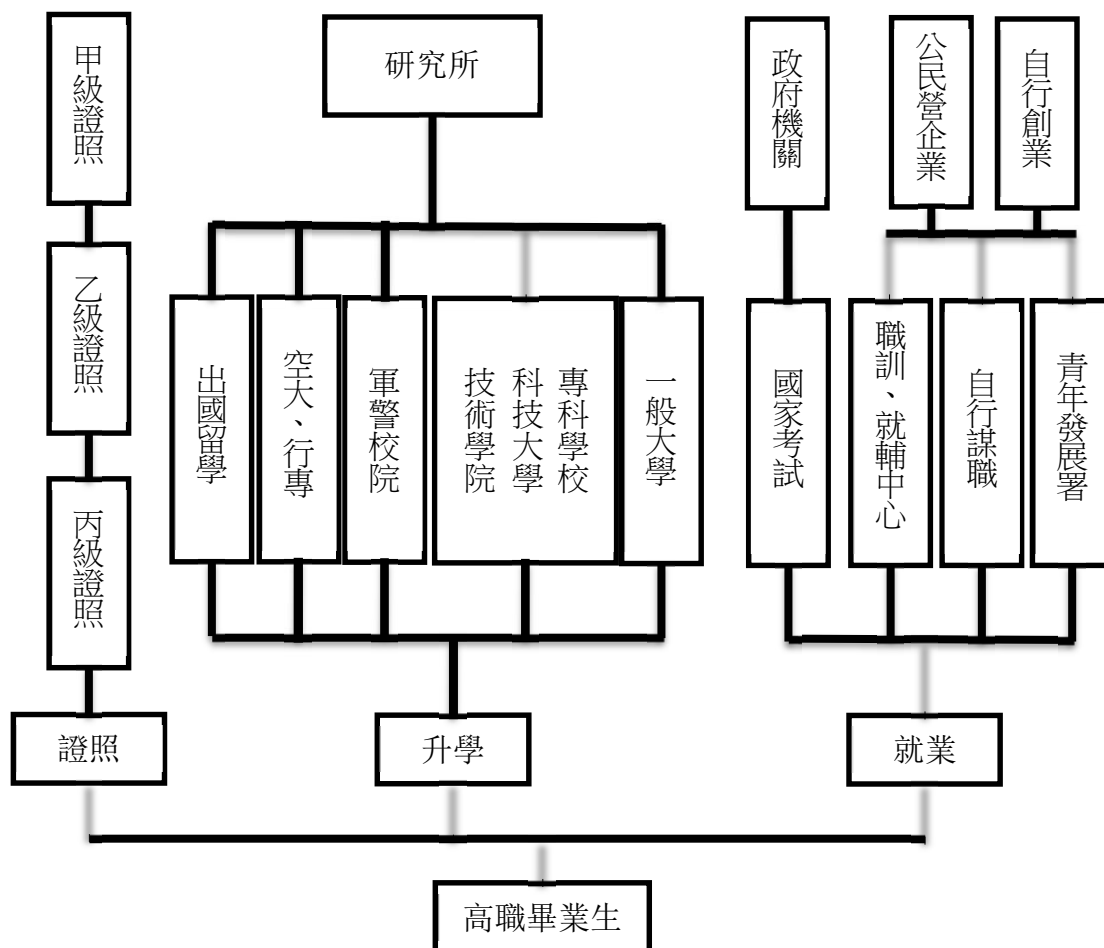 甲級證照
研究所
政府機關
公民營企業
自行創業
乙級證照
出國留學
空大、行專
軍警校院
專科學校
科技大學
技術學院
一般大學
國家考試
職訓、就輔中心
自行謀職
青年發展署
丙級證照
證照
升學
就業
高職畢業生